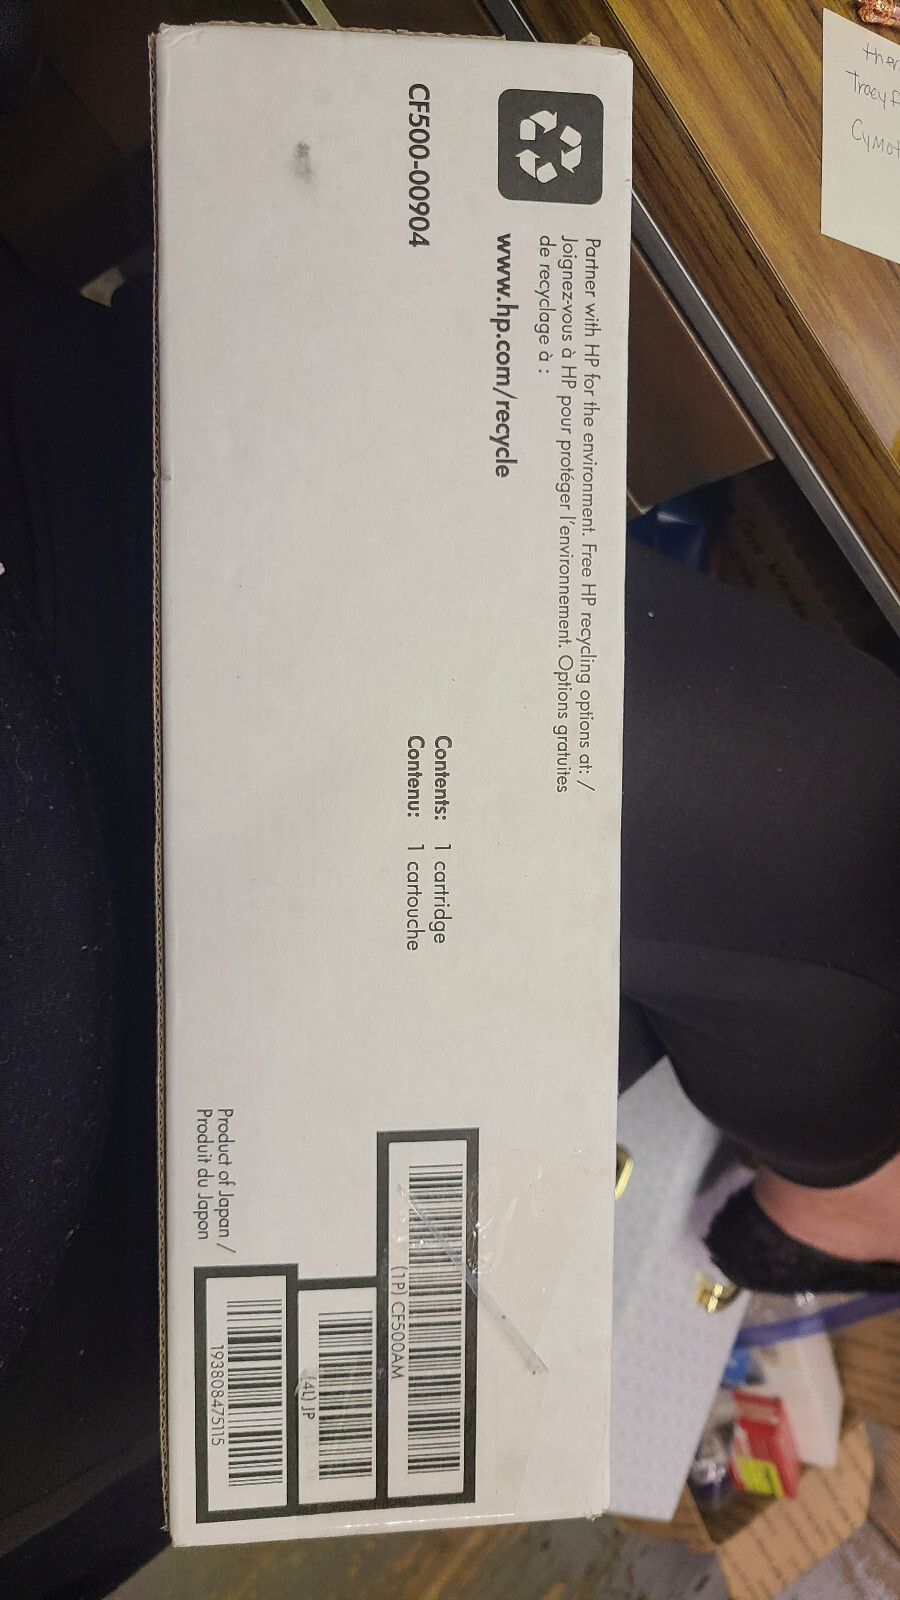 Partner with HP for the environment. Free HP recycling options at: /
Joignez-vous à HP pour protéger l'environnement. Options gratuites
de recyclage à :
www.hp.com/recycle
CF500-00904
Contents: 1 cartridge
Contenu: 1 cartouche
(1P) CF500AM
(4L) JP
Product of Japan /
Produit du Japon
193808475115